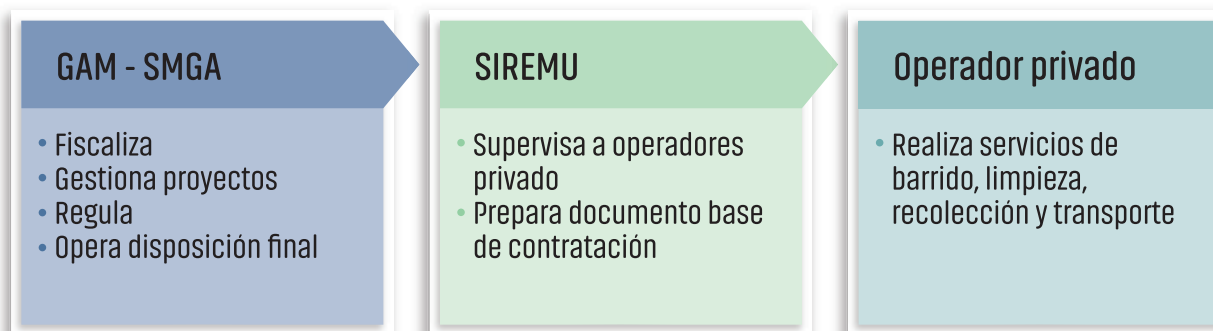 GAM - SMGA
• Fiscaliza
• Gestiona proyectos
• Regula
• Opera disposición final
SIREMU
• Supervisa a operadores
privado
• Prepara documento base
de contratación
Operador privado
• Realiza servicios de
barrido, limpieza,
recolección y transporte